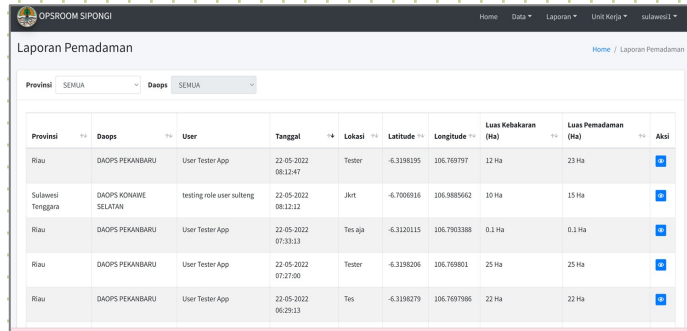 OPSROOM SIPONGI Home Data Laporan Unit Kerja sulawesi1
Laporan Pemadaman Home / Laporan Pemadaman
Provinsi SEMUA Daops SEMUA
Luas Kebakaran Luas Pemadaman
Provinsi Daops User Tanggal Lokasi Latitude Longitude (Ha) (Ha) Aksi
Riau DAOPS PEKANBARU User Tester App 22-05-2022 Tester -6.3198195 106.769797 12 Ha 23 Ha
08:12:47
Sulawesi DAOPS KONAWE testing role user sulteng 22-05-2022 Jkrt -6.7006916 106.9885662 10 Ha 15 Ha
Tenggara SELATAN 08:12:12
Riau DAOPS PEKANBARU User Tester App 22-05-2022 Tes aja -6.3120115 106.7903388 0.1 Ha 0.1 Ha
07:33:13
Riau DAOPS PEKANBARU User Tester App 22-05-2022 Tester -6.3198206 106.769801 25 Ha 25 Ha
07:27:00
Riau DAOPS PEKANBARU User Tester App 22-05-2022 Tes -6.3198279 106.7697986 22 Ha 22 Ha
06:29:13